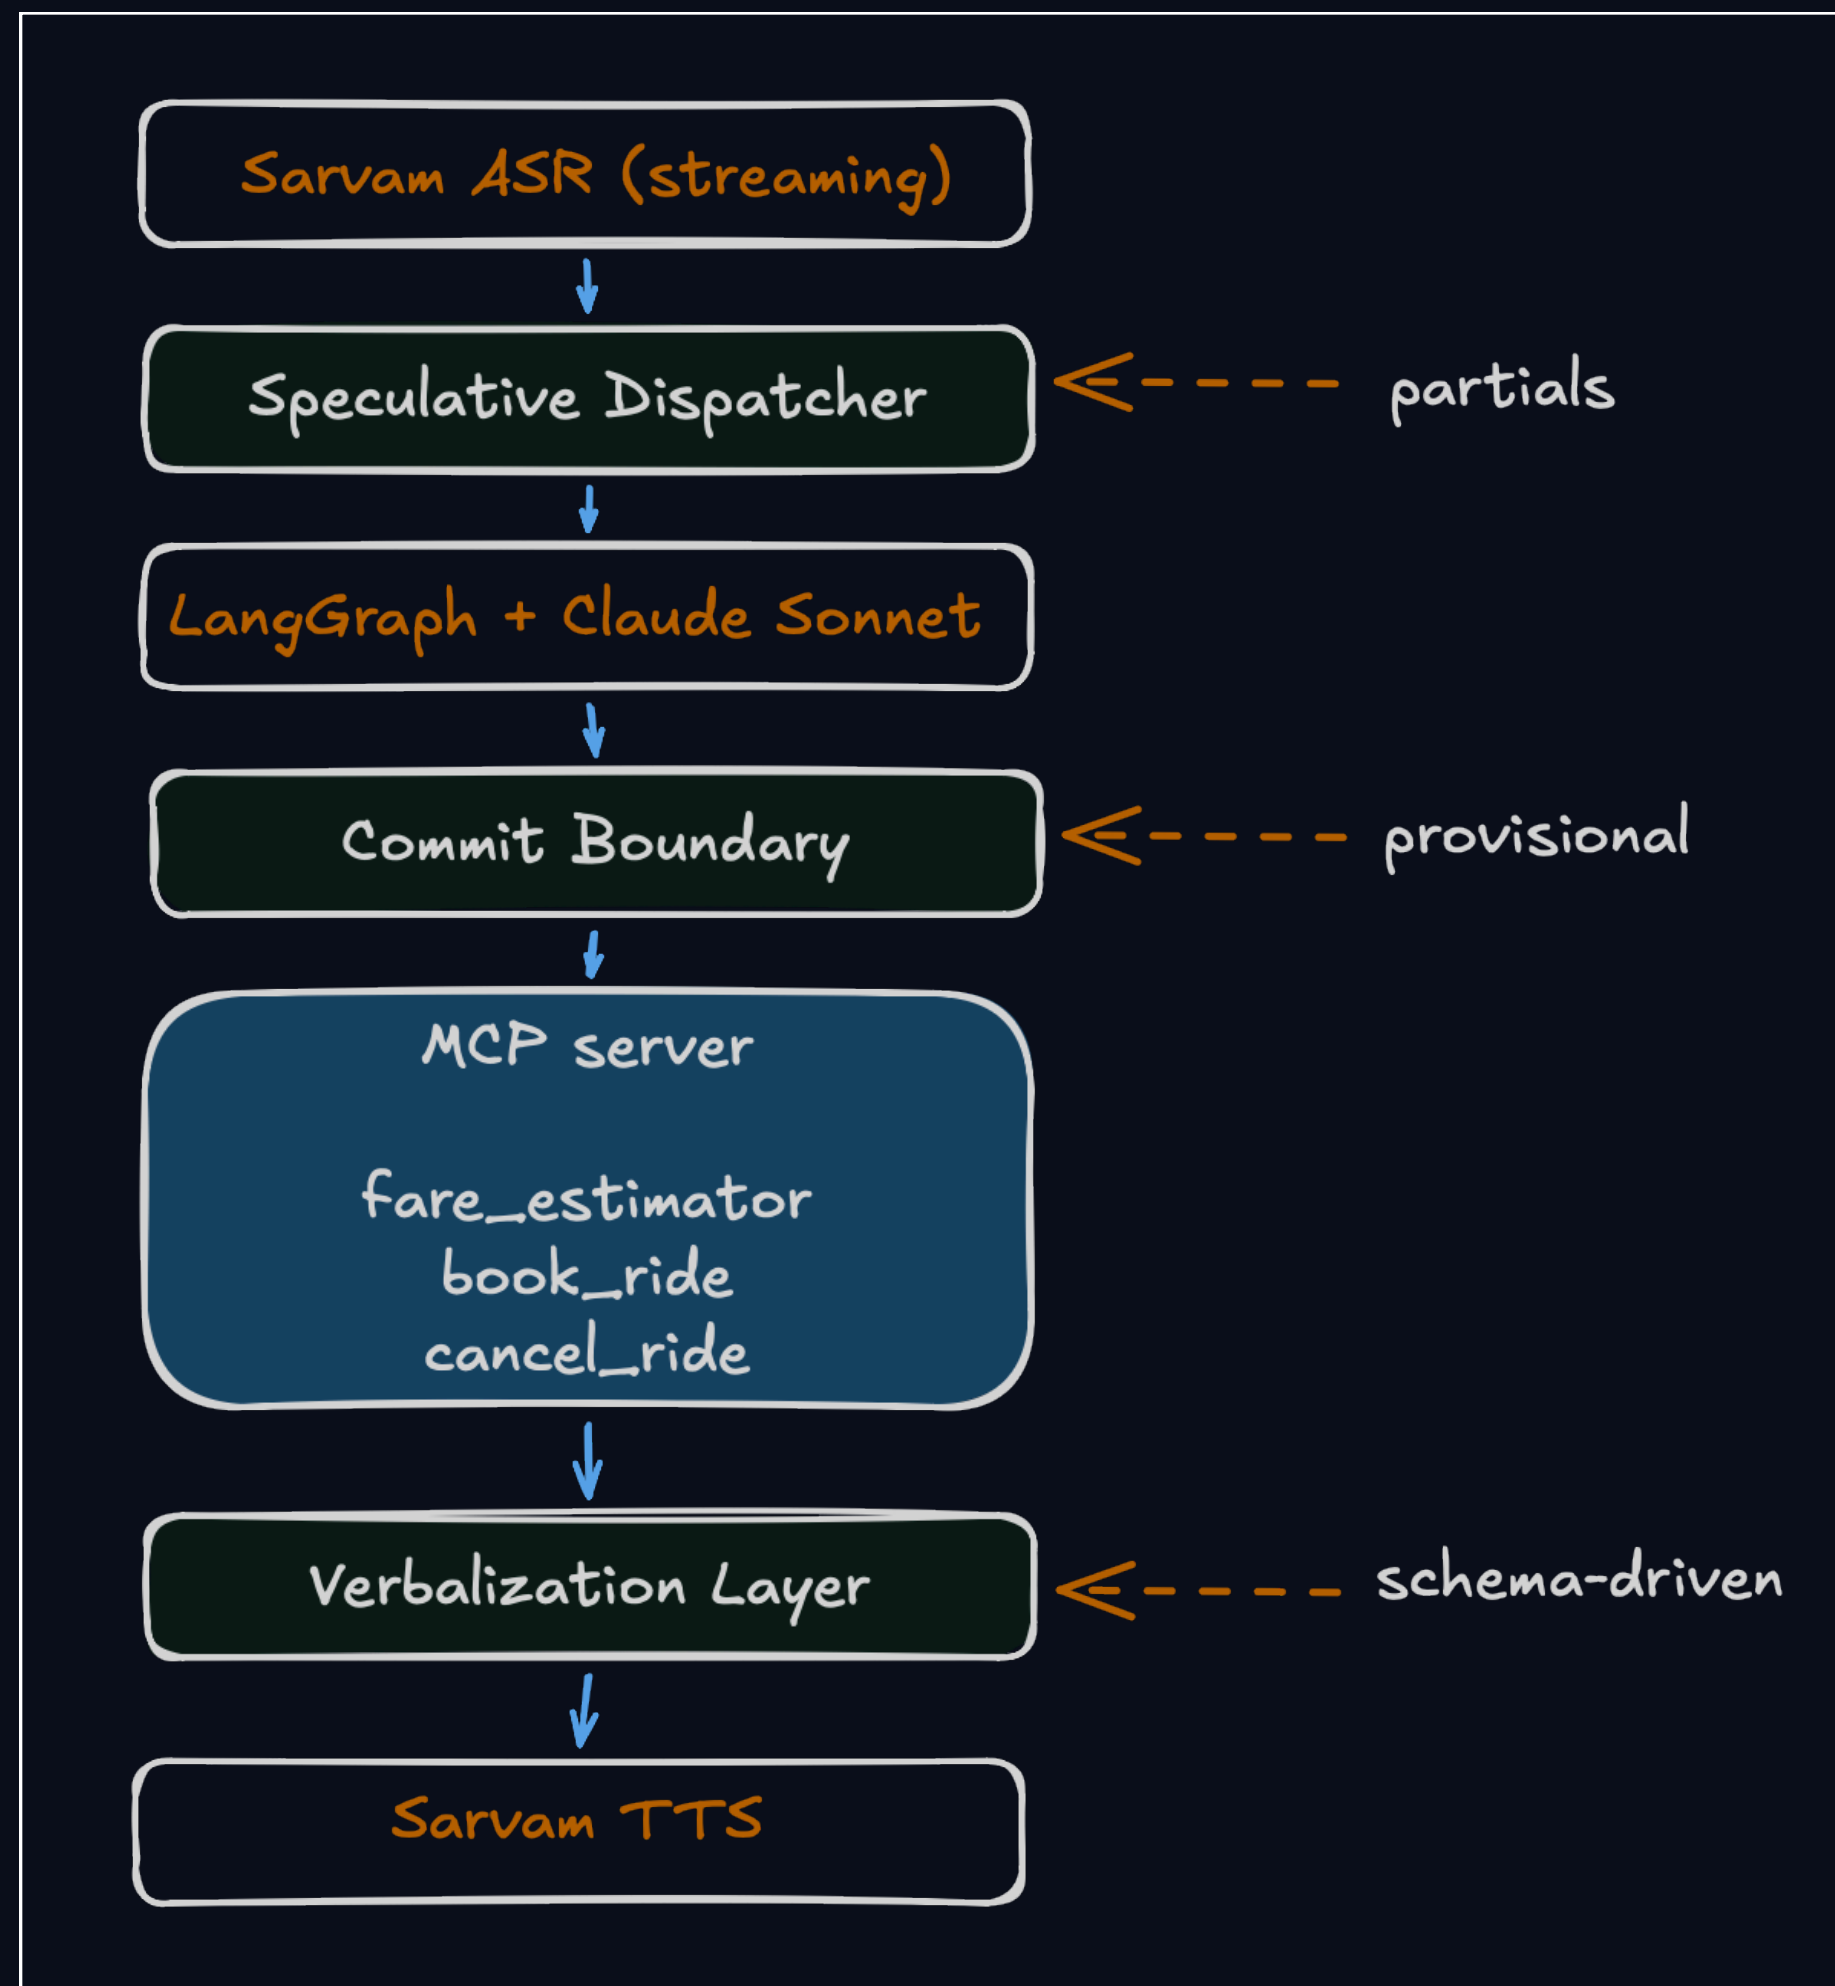 Sarvam ASR (streaming)
Speculative Dispatcher
partials
LangGraph + Claude Sonnet
Commit Boundary
provisional
MCP server
fare_estimator
book_ride
cancel_ride
Verbalization Layer
schema-driven
Sarvam TTS